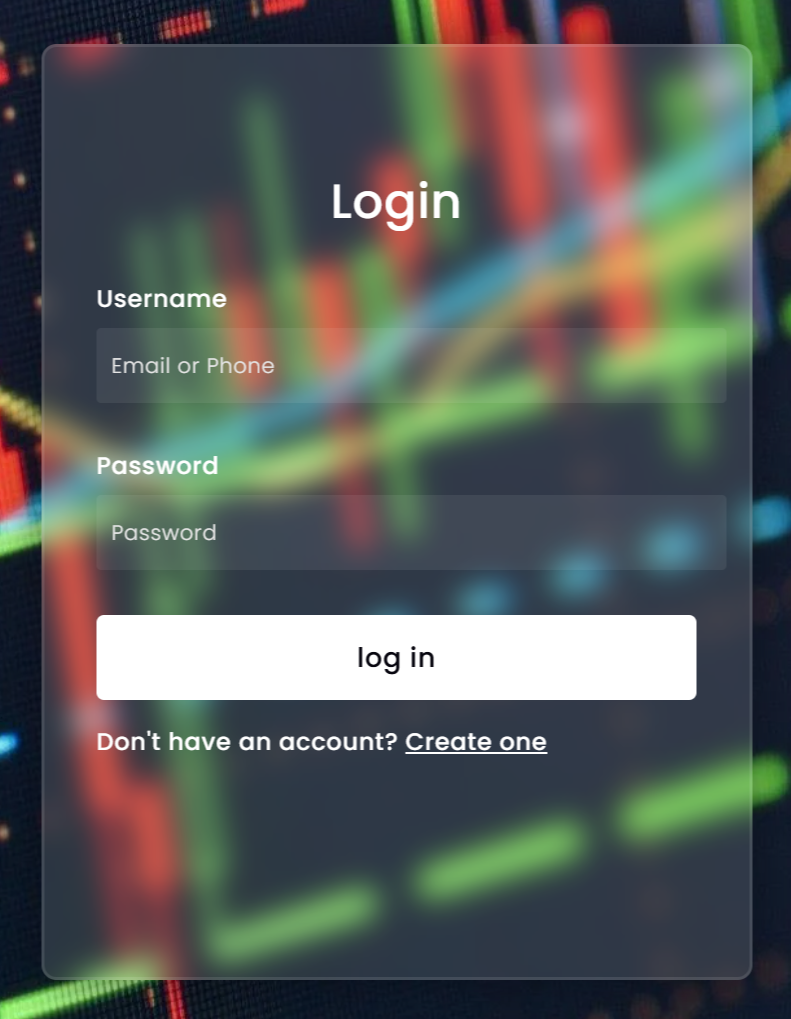 Login
Username
Email or Phone
Password
Password
log in
Don't have an account? Create one